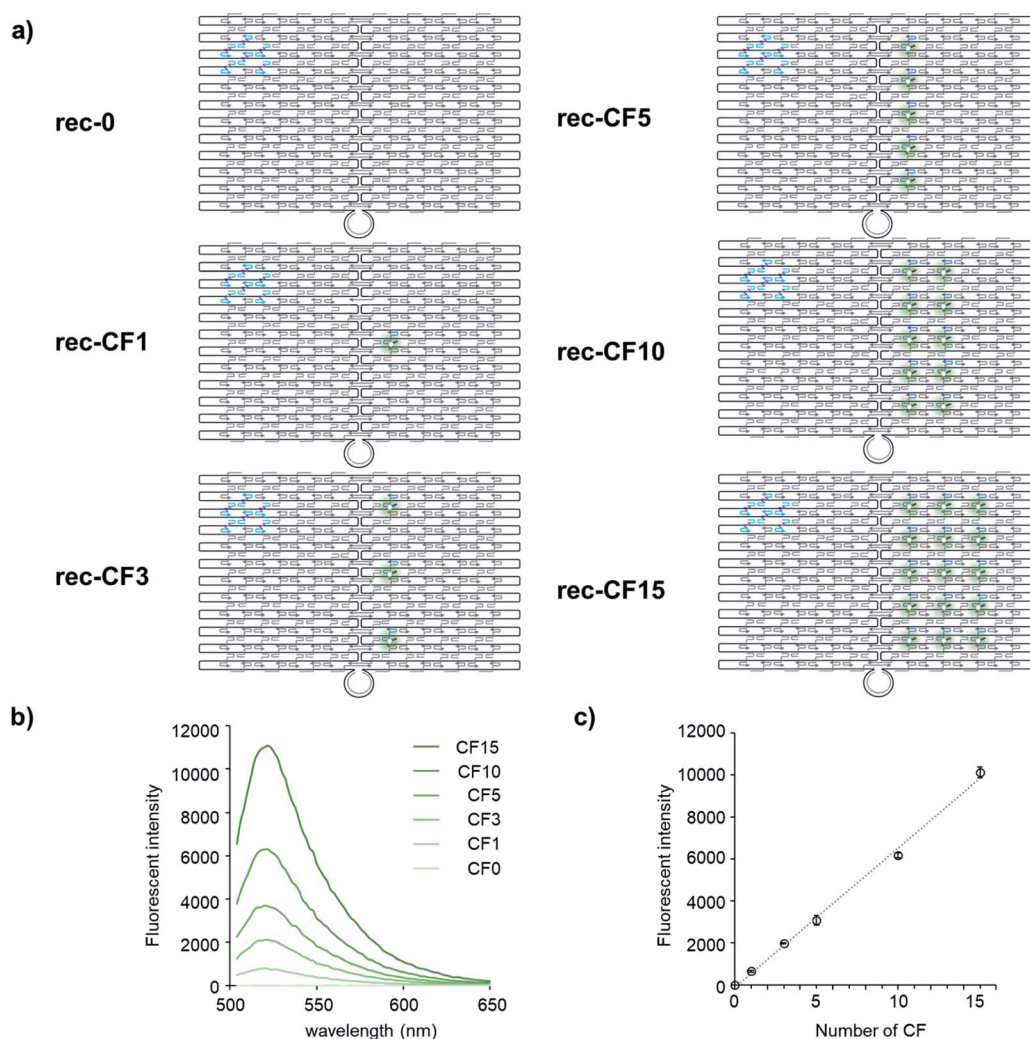 a)
rec-0
rec-CF5
rec-CF1
rec-CF10
rec-CF3
rec-CF15
b)
12000
10000
8000
6000
4000
2000
0
Fluorescent intensity
CF15
CF10
CF5
CF3
CF1
CF0
500 550 600 650
wavelength (nm)
c)
12000
10000
8000
6000
4000
2000
0
Fluorescent intensity
0 5 10 15
Number of CF